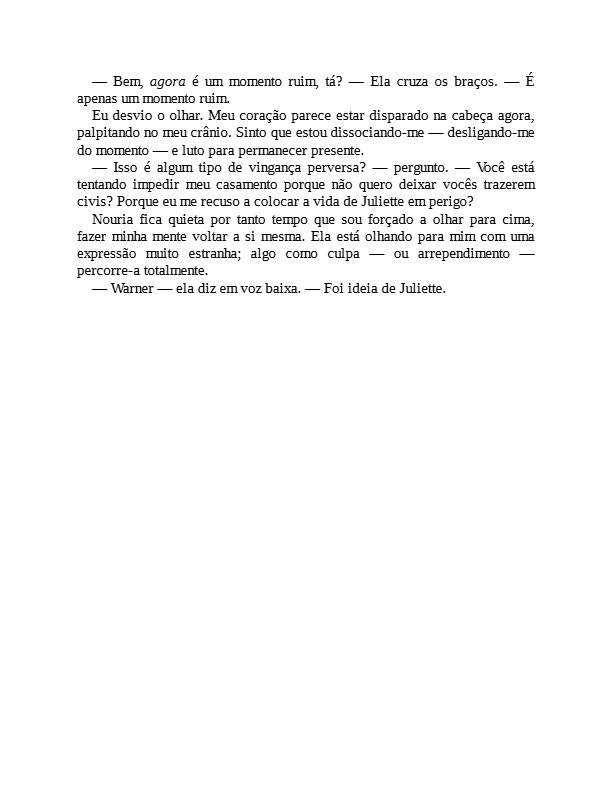 — Bem, agora é um momento ruim, tá? — Ela cruza os braços. — É
apenas um momento ruim.
Eu desvio o olhar. Meu coração parece estar disparado na cabeça agora,
palpitando no meu crânio. Sinto que estou dissociando-me — desligando-me
do momento — e luto para permanecer presente.
— Isso é algum tipo de vingança perversa? — pergunto. — Você está
tentando impedir meu casamento porque não quero deixar vocês trazerem
civis? Porque eu me recuso a colocar a vida de Juliette em perigo?
Nouria fica quieta por tanto tempo que sou forçado a olhar para cima,
fazer minha mente voltar a si mesma. Ela está olhando para mim com uma
expressão muito estranha; algo como culpa — ou arrependimento —
percorre-a totalmente.
— Warner — ela diz em voz baixa. — Foi ideia de Juliette.